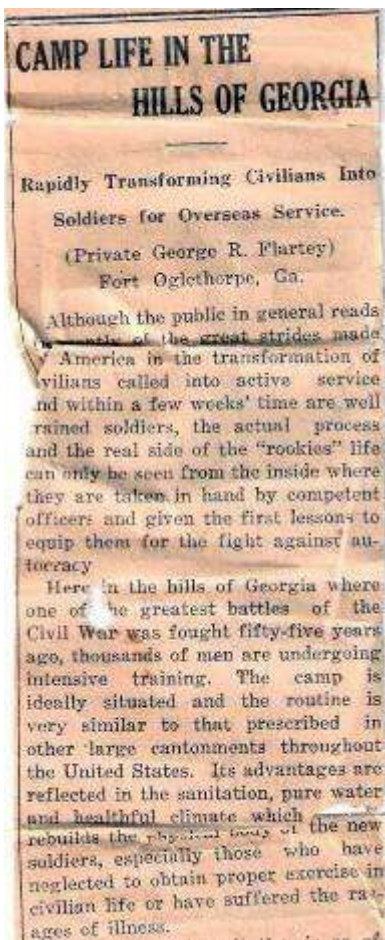 CAMP LIFE IN THE
HILLS OF GEORGIA
Rapidly Transforming Civilians Into
Soldiers for Overseas Service.
(Private George R. Flartey)
Fort Oglethorpe, Ga.
Although the public in general reads
of the great strides made
America in the transformation of
vilians called into active service
nd within a few weeks' time are well
rained soldiers, the actual process
and the real side of the "rookies" life
can only be seen from the inside where
they are taken in hand by competent
officers and given the first lessons to
equip them for the fight against au-
tocracy
Here in the hills of Georgia where
one of he greatest battles of the
Civil War was fought fifty-five years
ago, thousands of men are undergoing
intensive training. The camp is
ideally situated and the routine is
very similar to that prescribed in
other large cantonments throughout
the United States. Its advantages are
reflected in the sanitation, pure water
and healthful climate which
rebuilds the physical body of the new
soldiers, especially those who have
neglected to obtain proper exercise in
civilian life or have suffered the rav-
ages of illness.